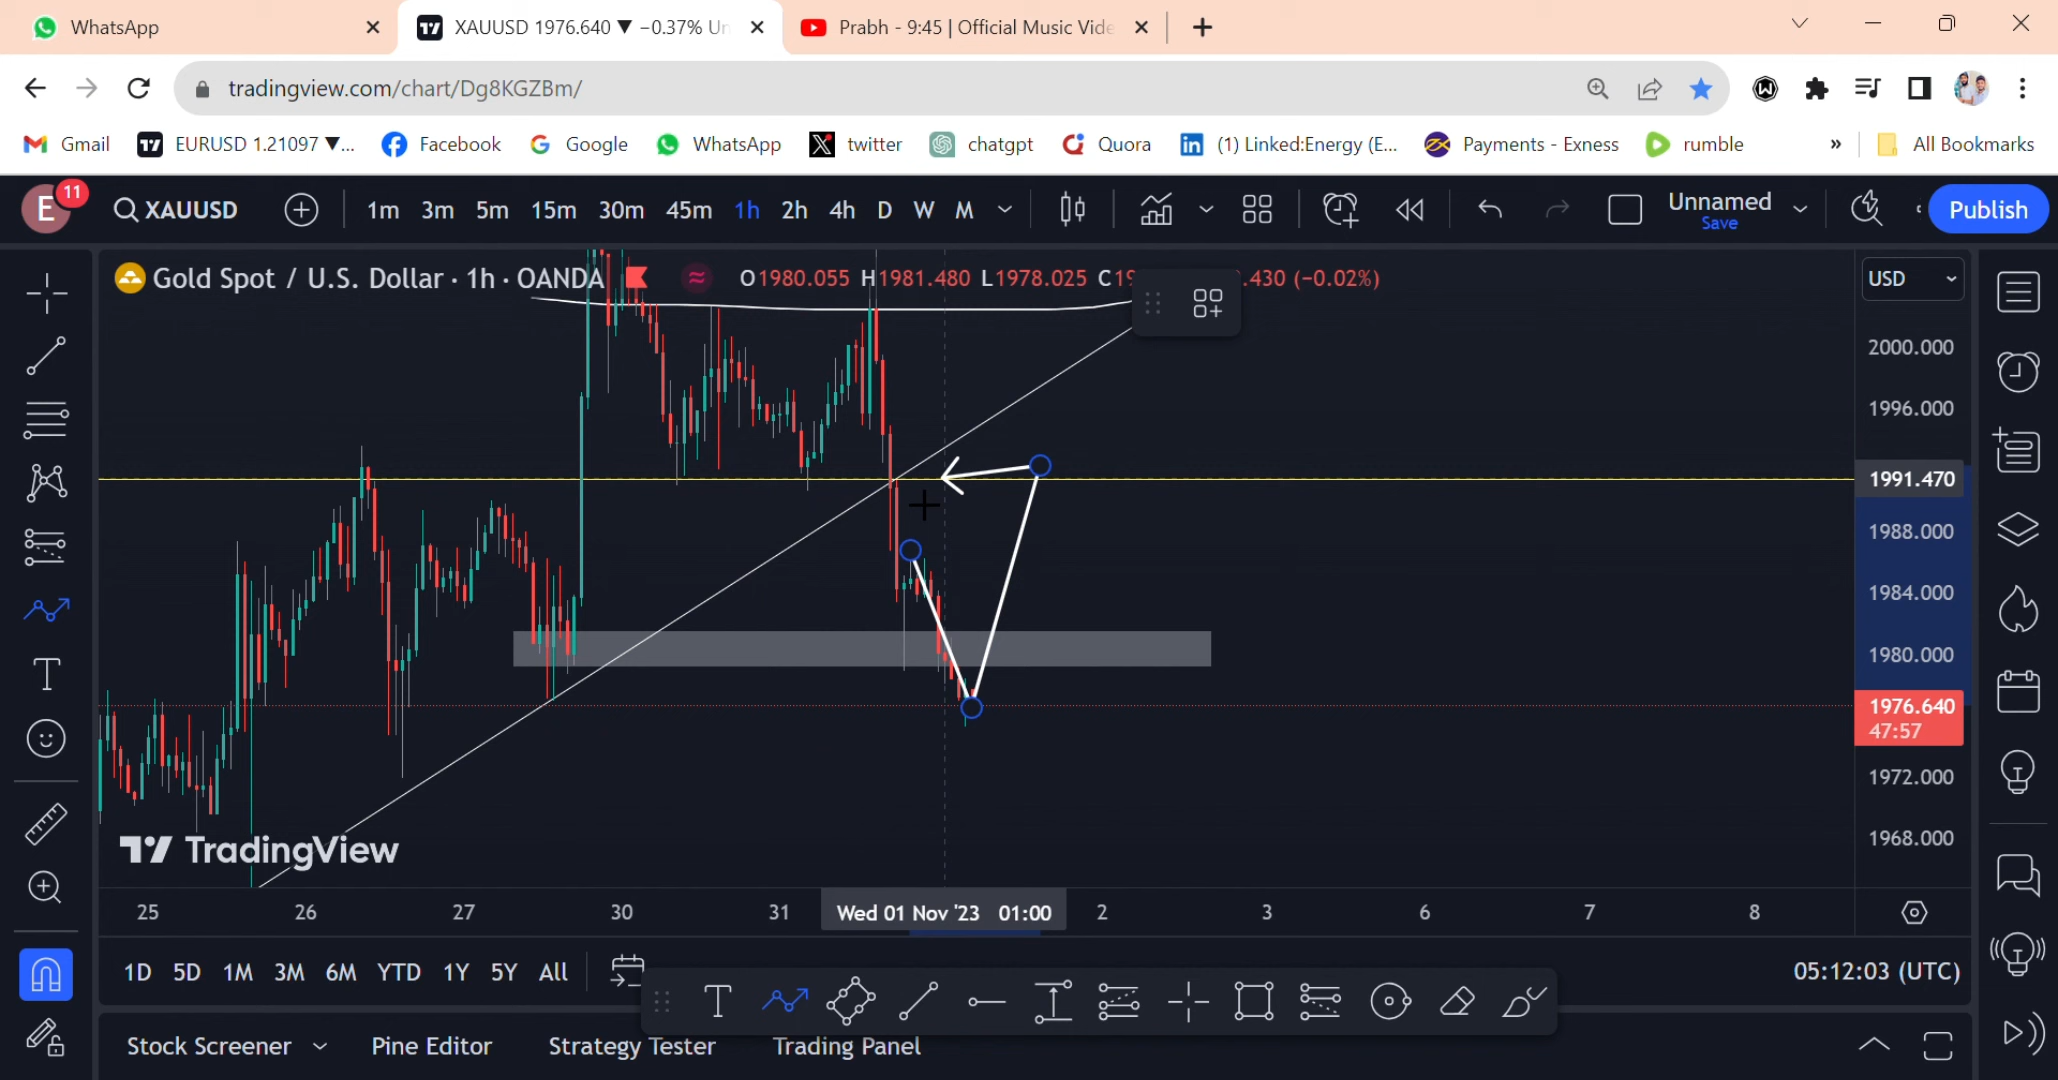 WhatsApp
XAUUSD 1976.640 ▼ −0.37% Ur
Prabh - 9:45 | Official Music Vide
tradingview.com/chart/Dg8KGZBm/
Gmail
EURUSD 1.21097 ▼...
Facebook
Google
WhatsApp
twitter
chatgpt
Quora
(1) Linked:Energy (E...
Payments - Exness
rumble
»
All Bookmarks
E
11
XAUUSD
1m 3m 5m 15m 30m 45m 1h 2h 4h D W M
Unnamed
Save
Publish
Gold Spot / U.S. Dollar · 1h · OANDA
O1980.055 H1981.480 L1978.025 C19
.430 (−0.02%)
USD
2000.000
1996.000
1991.470
1988.000
1984.000
1980.000
1976.640
47:57
1972.000
1968.000
TradingView
25 26 27 30 31 Wed 01 Nov '23 01:00 2 3 6 7 8
1D 5D 1M 3M 6M YTD 1Y 5Y All
05:12:03 (UTC)
Stock Screener
Pine Editor
Strategy Tester
Trading Panel